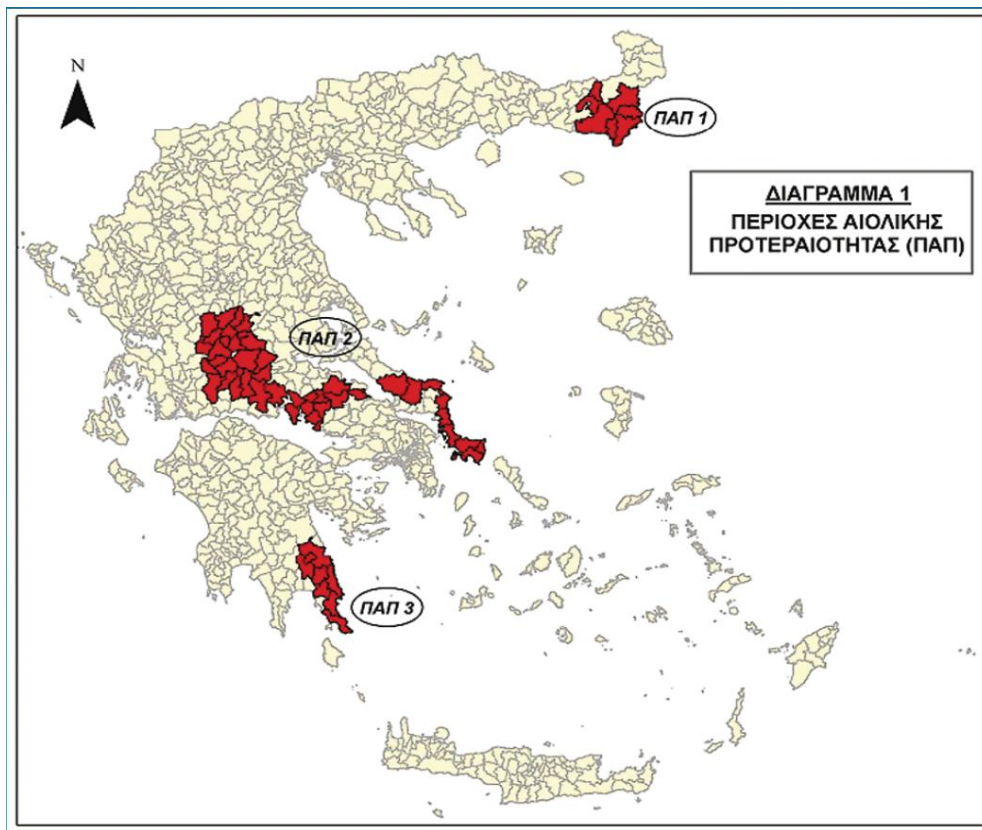 N
ΠΑΠ 1
ΔΙΑΓΡΑΜΜΑ 1
ΠΕΡΙΟΧΕΣ ΑΙΟΛΙΚΗΣ
ΠΡΟΤΕΡΑΙΟΤΗΤΑΣ (ΠΑΠ)
ΠΑΠ 2
ΠΑΠ 3